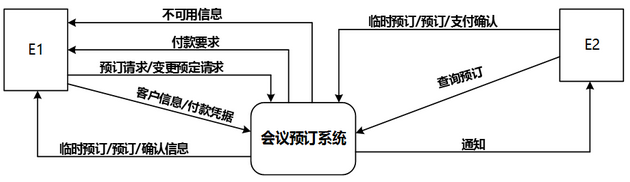 不可用信息
付款要求
E1
预订请求/变更预定请求
客户信息/付款凭据
临时预订/预订/确认信息
会议预订系统
临时预订/预订/支付确认
E2
查询预订
通知